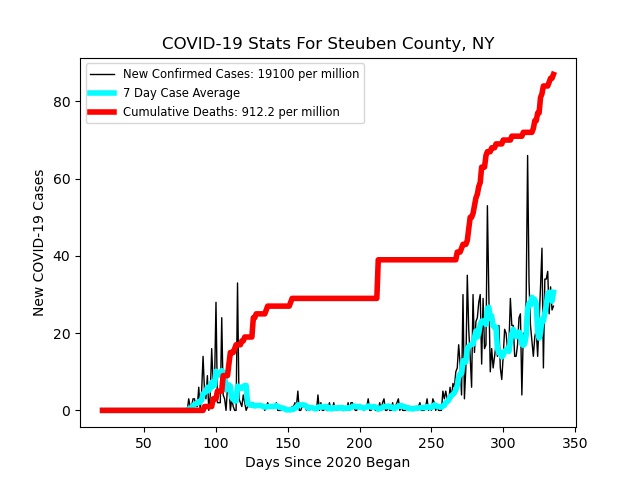 COVID-19 Stats For Steuben County, NY
New Confirmed Cases: 19100 per million
7 Day Case Average
Cumulative Deaths: 912.2 per million
New COVID-19 Cases
80
60
40
20
0
50 100 150 200 250 300 350
Days Since 2020 Began